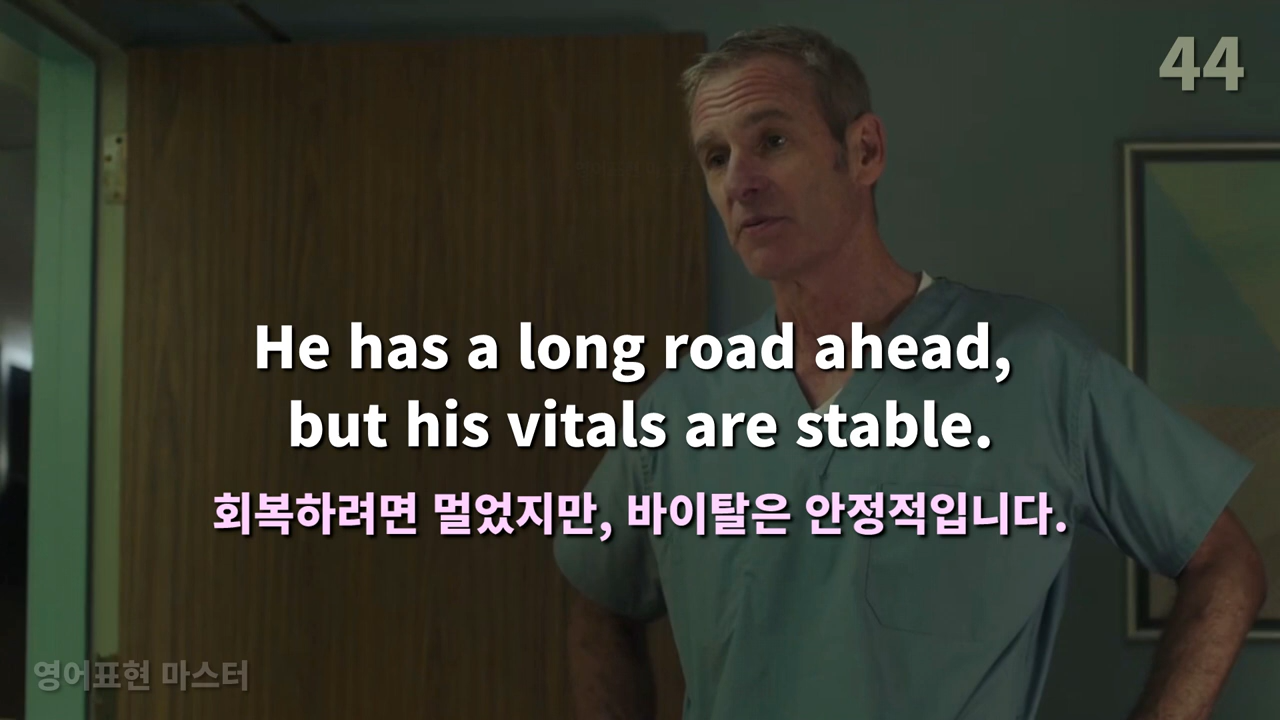 44
He has a long road ahead,
but his vitals are stable.
회복하려면 멀었지만, 바이탈은 안정적입니다.
영어표현 마스터